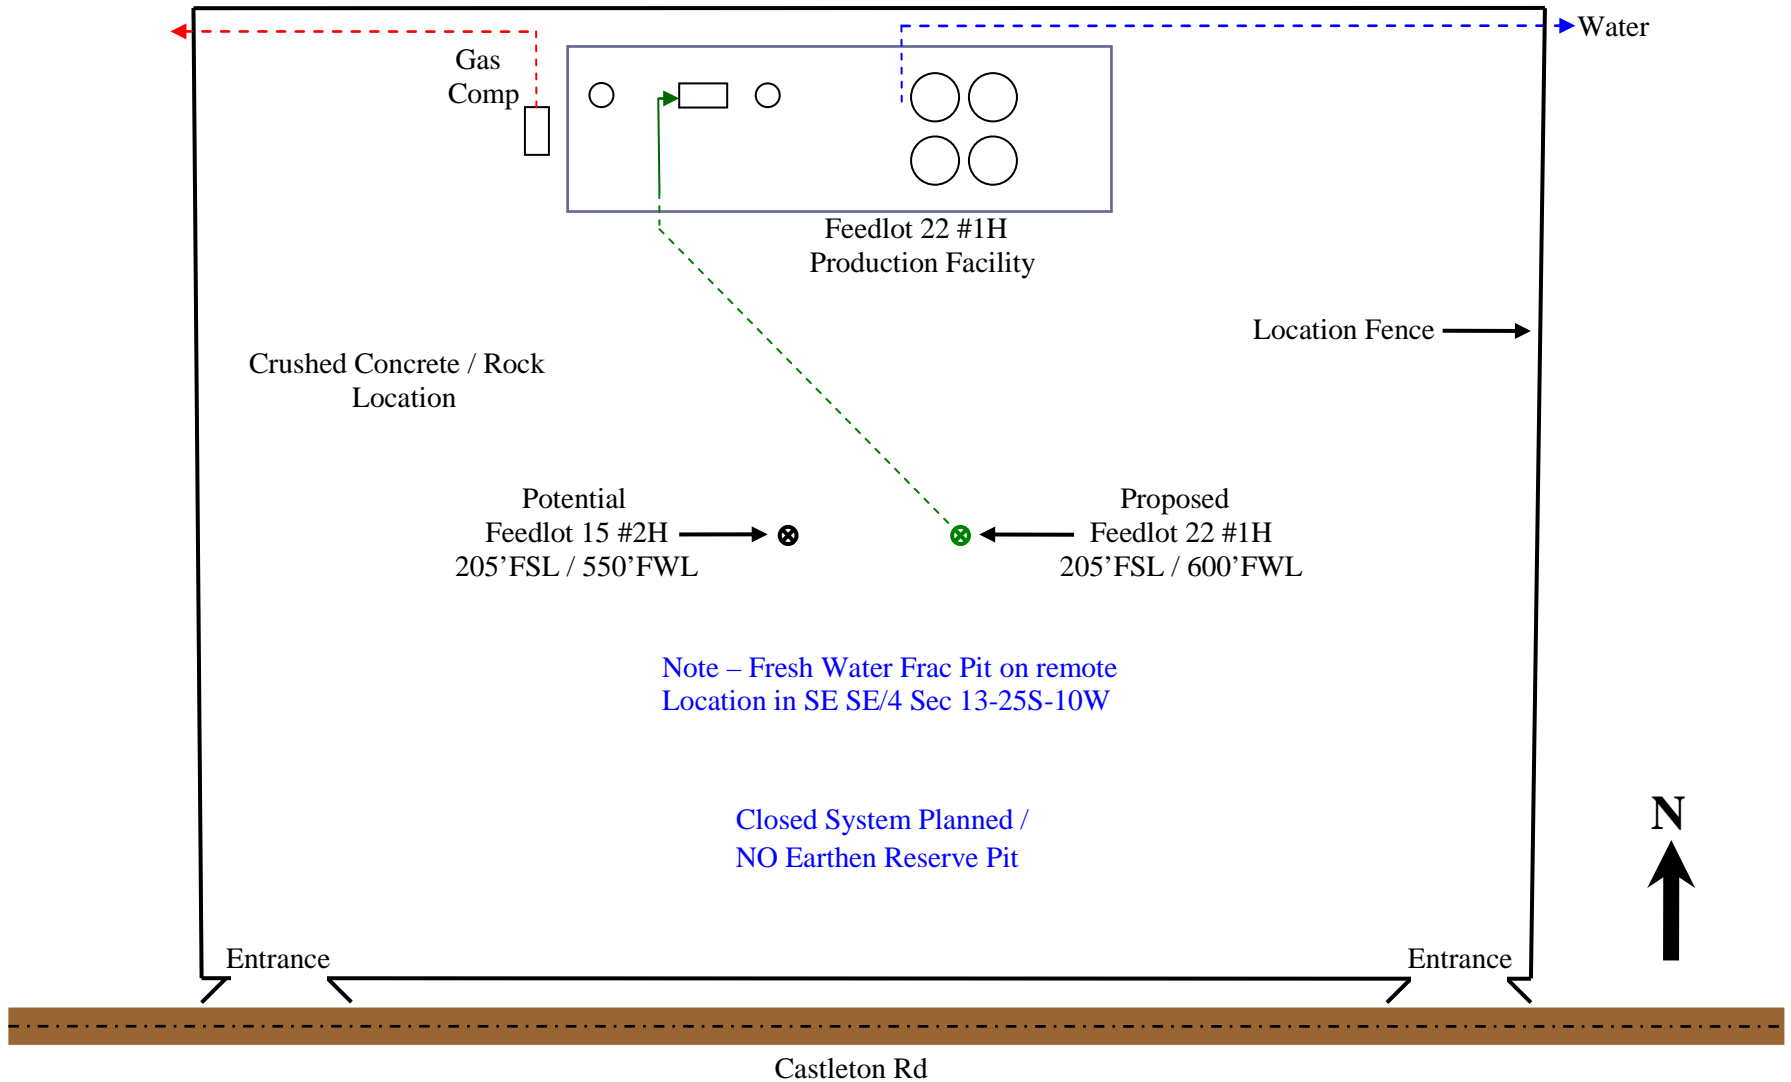 Water
Gas
Comp
Feedlot 22 #1H
Production Facility
Location Fence
Crushed Concrete / Rock
Location
Potential
Feedlot 15 #2H
205’FSL / 550’FWL
Proposed
Feedlot 22 #1H
205’FSL / 600’FWL
Note – Fresh Water Frac Pit on remote
Location in SE SE/4 Sec 13-25S-10W
Closed System Planned /
NO Earthen Reserve Pit
N
Entrance
Entrance
Castleton Rd